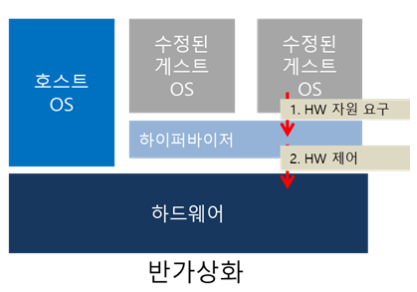 호스트
OS
수정된
게스트
OS
수정된
게스트
OS
1. HW 자원 요구
하이퍼바이저
2. HW 제어
하드웨어
반가상화